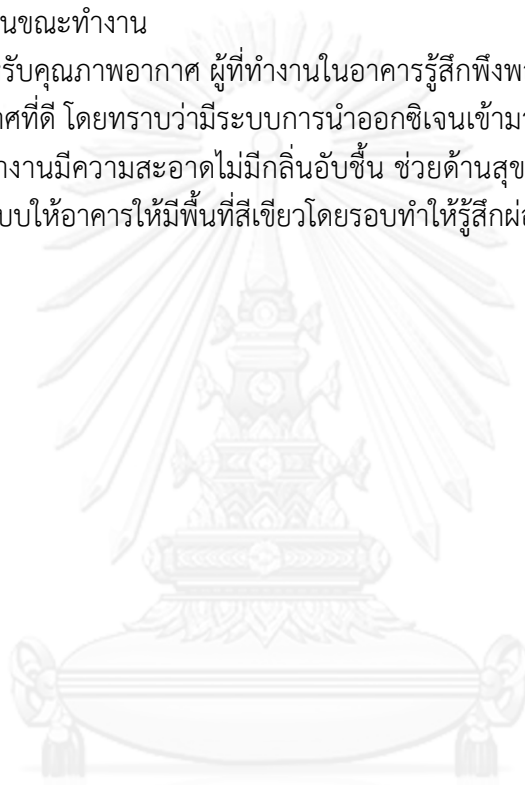 นขณะทำงาน
รับคุณภาพอากาศ ผู้ที่ทำงานในอาคารรู้สึกพึงพ
าศที่ดี โดยทราบว่ามีระบบการนำออกซิเจนเข้าม
างานมีความสะอาดไม่มีกลิ่นอับชื้น ช่วยด้านสุข
บบให้อาคารให้มีพื้นที่สีเขียวโดยรอบทำให้รู้สึกผ่